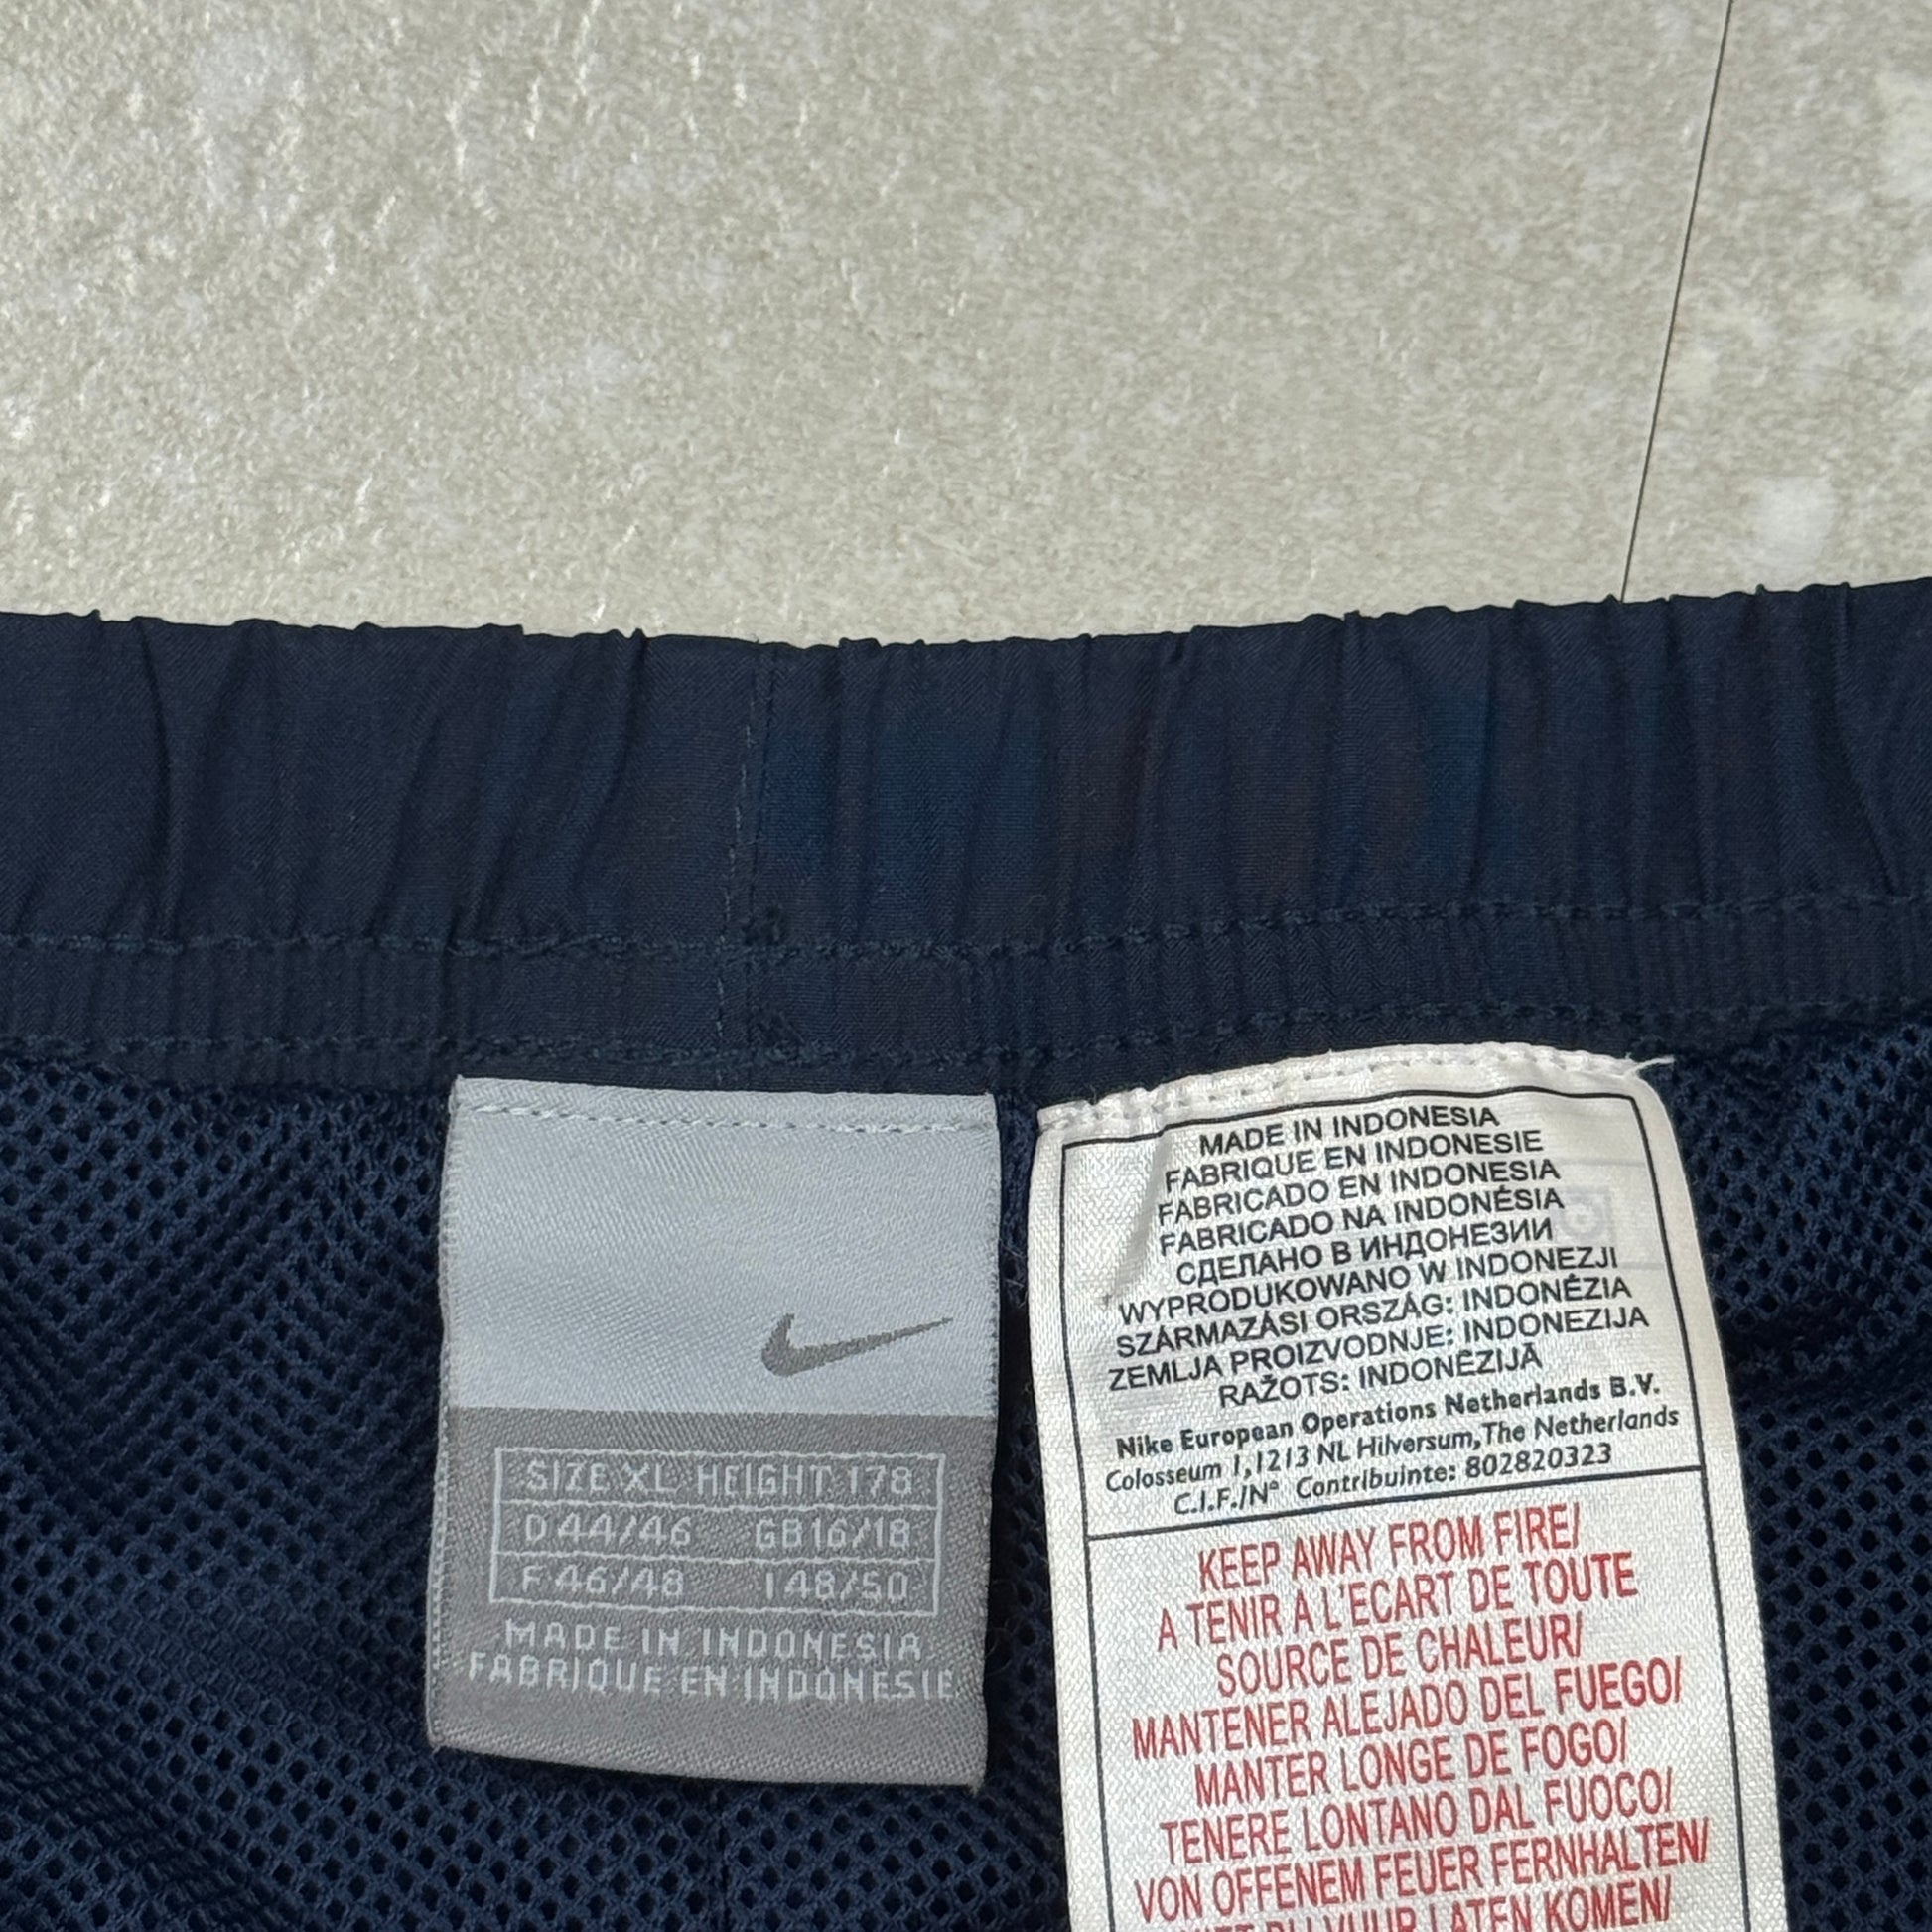 SIZE XL HEIGHT 178
D 44/46 GB 16/18
F 46/48 I 48/50
MADE IN INDONESIA
FABRIQUE EN INDONESIE
MADE IN INDONESIA
FABRIQUE EN INDONESIE
FABRICADO EN INDONESIA
FABRICADO NA INDONÉSIA
СДЕЛАНО В ИНДОНЕЗИИ
WYPRODUKOWANO W INDONEZJI
SZÁRMAZÁSI ORSZÁG: INDONÉZIA
ZEMLJA PROIZVODNJE: INDONEZIJA
RAŽOTS: INDONĒZIJĀ
Nike European Operations Netherlands B.V.
Colosseum 1,1213 NL Hilversum,The Netherlands
C.I.F./Nº Contribuinte: 802820323
KEEP AWAY FROM FIRE/
A TENIR A L'ECART DE TOUTE
SOURCE DE CHALEUR/
MANTENER ALEJADO DEL FUEGO/
MANTER LONGE DE FOGO/
TENERE LONTANO DAL FUOCO/
VON OFFENEM FEUER FERNHALTEN/
VUUR LATEN KOMEN/